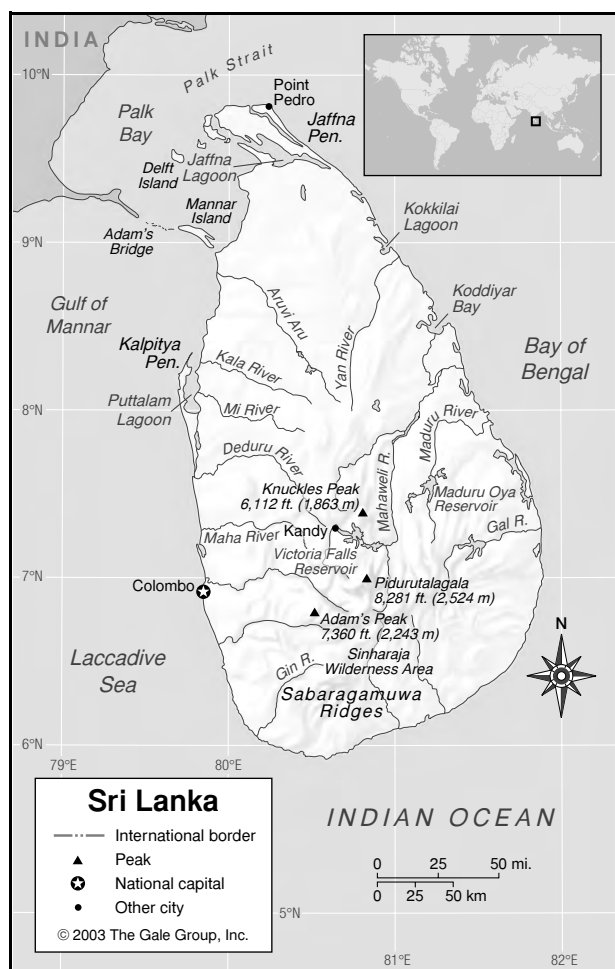 INDIA
10°N
Palk Strait
Point
Pedro
Palk
Bay
Jaffna
Pen.
Jaffna
Lagoon
Delft
Island
Mannar
Island
Kokkilai
Lagoon
Adam's
Bridge
9°N
Gulf of
Mannar
Aruvi Aru
Koddiyar
Bay
Yan River
Bay of
Bengal
Kalpitya
Pen.
Kala River
8°N
Puttalam
Lagoon
Mi River
Maduru River
Deduru River
Mahaweli R.
Knuckles Peak
6,112 ft. (1,863 m)
Maduru Oya
Reservoir
Gal R.
Kandy
Maha River
Victoria Falls
Reservoir
7°N
Colombo
Pidurutalagala
8,281 ft. (2,524 m)
Adam's Peak
7,360 ft. (2,243 m)
N
Laccadive
Sea
Gin R.
Sinharaja
Wilderness Area
Sabaragamuwa
Ridges
6°N
79°E
80°E
Sri Lanka
International border
Peak
National capital
Other city
© 2003 The Gale Group, Inc.
INDIAN OCEAN
0 25 50 mi.
0 25 50 km
5°N
81°E
82°E